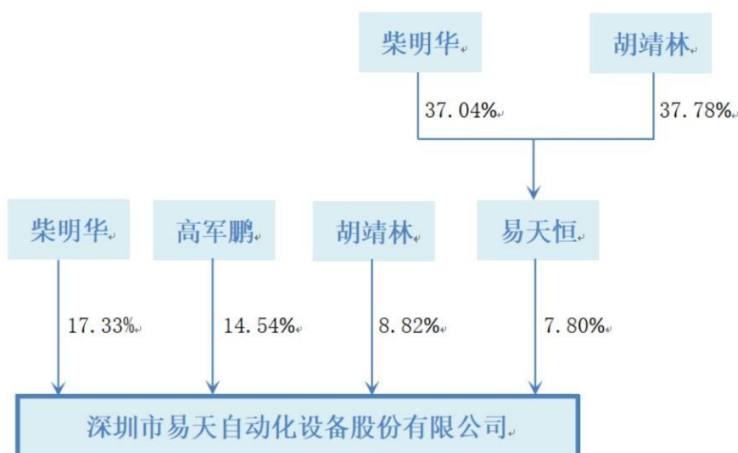 柴明华
胡靖林
37.04%
37.78%
柴明华
高军鹏
胡靖林
易天恒
17.33%
14.54%
8.82%
7.80%
深圳市易天自动化设备股份有限公司